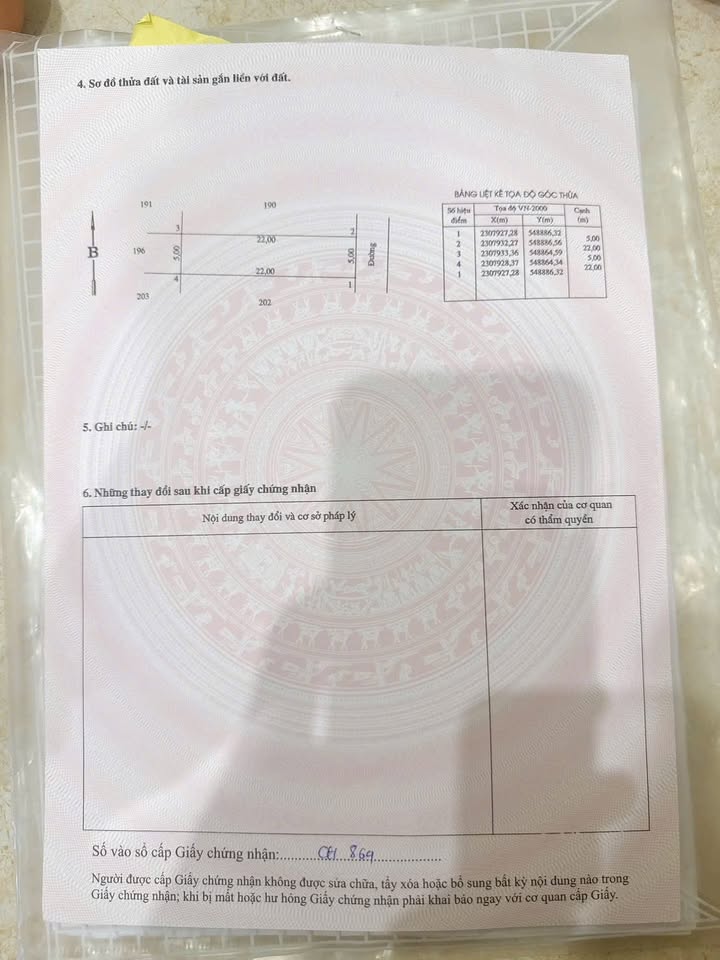 4. Sơ đồ thửa đất và tài sản gắn liền với đất.
191
190
3
2
22,00
B
196
5,00
5,00
Đường
22,00
4
1
203
202
BẢNG LIỆT KÊ TỌA ĐỘ GÓC THỬA
Số hiệu điểm Tọa độ VN-2000 Cạnh (m)
X(m) Y(m)
1 2307927,28 548886,32
5,00
2 2307932,27 548886,56
22,00
3 2307933,36 548864,59
5,00
4 2307928,37 548864,34
22,00
1 2307927,28 548886,32
5. Ghi chú: -/-
6. Những thay đổi sau khi cấp giấy chứng nhận
Nội dung thay đổi và cơ sở pháp lý
Xác nhận của cơ quan
có thẩm quyền
Số vào sổ cấp Giấy chứng nhận:..........CH 869..................
Người được cấp Giấy chứng nhận không được sửa chữa, tẩy xóa hoặc bổ sung bất kỳ nội dung nào trong
Giấy chứng nhận; khi bị mất hoặc hư hỏng Giấy chứng nhận phải khai báo ngay với cơ quan cấp Giấy.